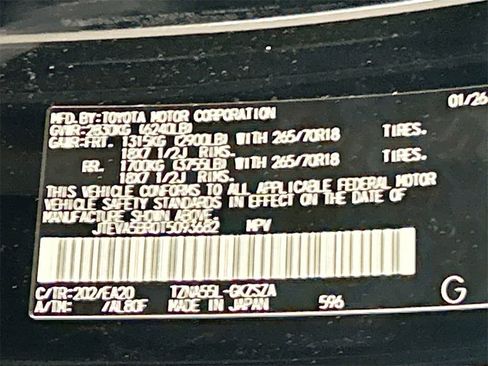 01/26
MFD. BY: TOYOTA MOTOR CORPORATION
GVWR-2830KG (6240LB)
GAWR-FRT. 1315KG (2900LB) WITH 265/70R18 TIRES.
18X7 1/2J RIMS.
RR. 1700KG (3755LB) WITH 265/70R18 TIRES.
18X7 1/2J RIMS.
THIS VEHICLE CONFORMS TO ALL APPLICABLE FEDERAL MOTOR
VEHICLE SAFETY STANDARDS IN EFFECT ON THE DATE OF
MANUFACTURE SHOWN ABOVE.
JTEVA5BR0T5093682 MPV
C/TR: 202/EA20 TZNA55L-GKZSZA
A/TM: /AL80F MADE IN JAPAN 596 G